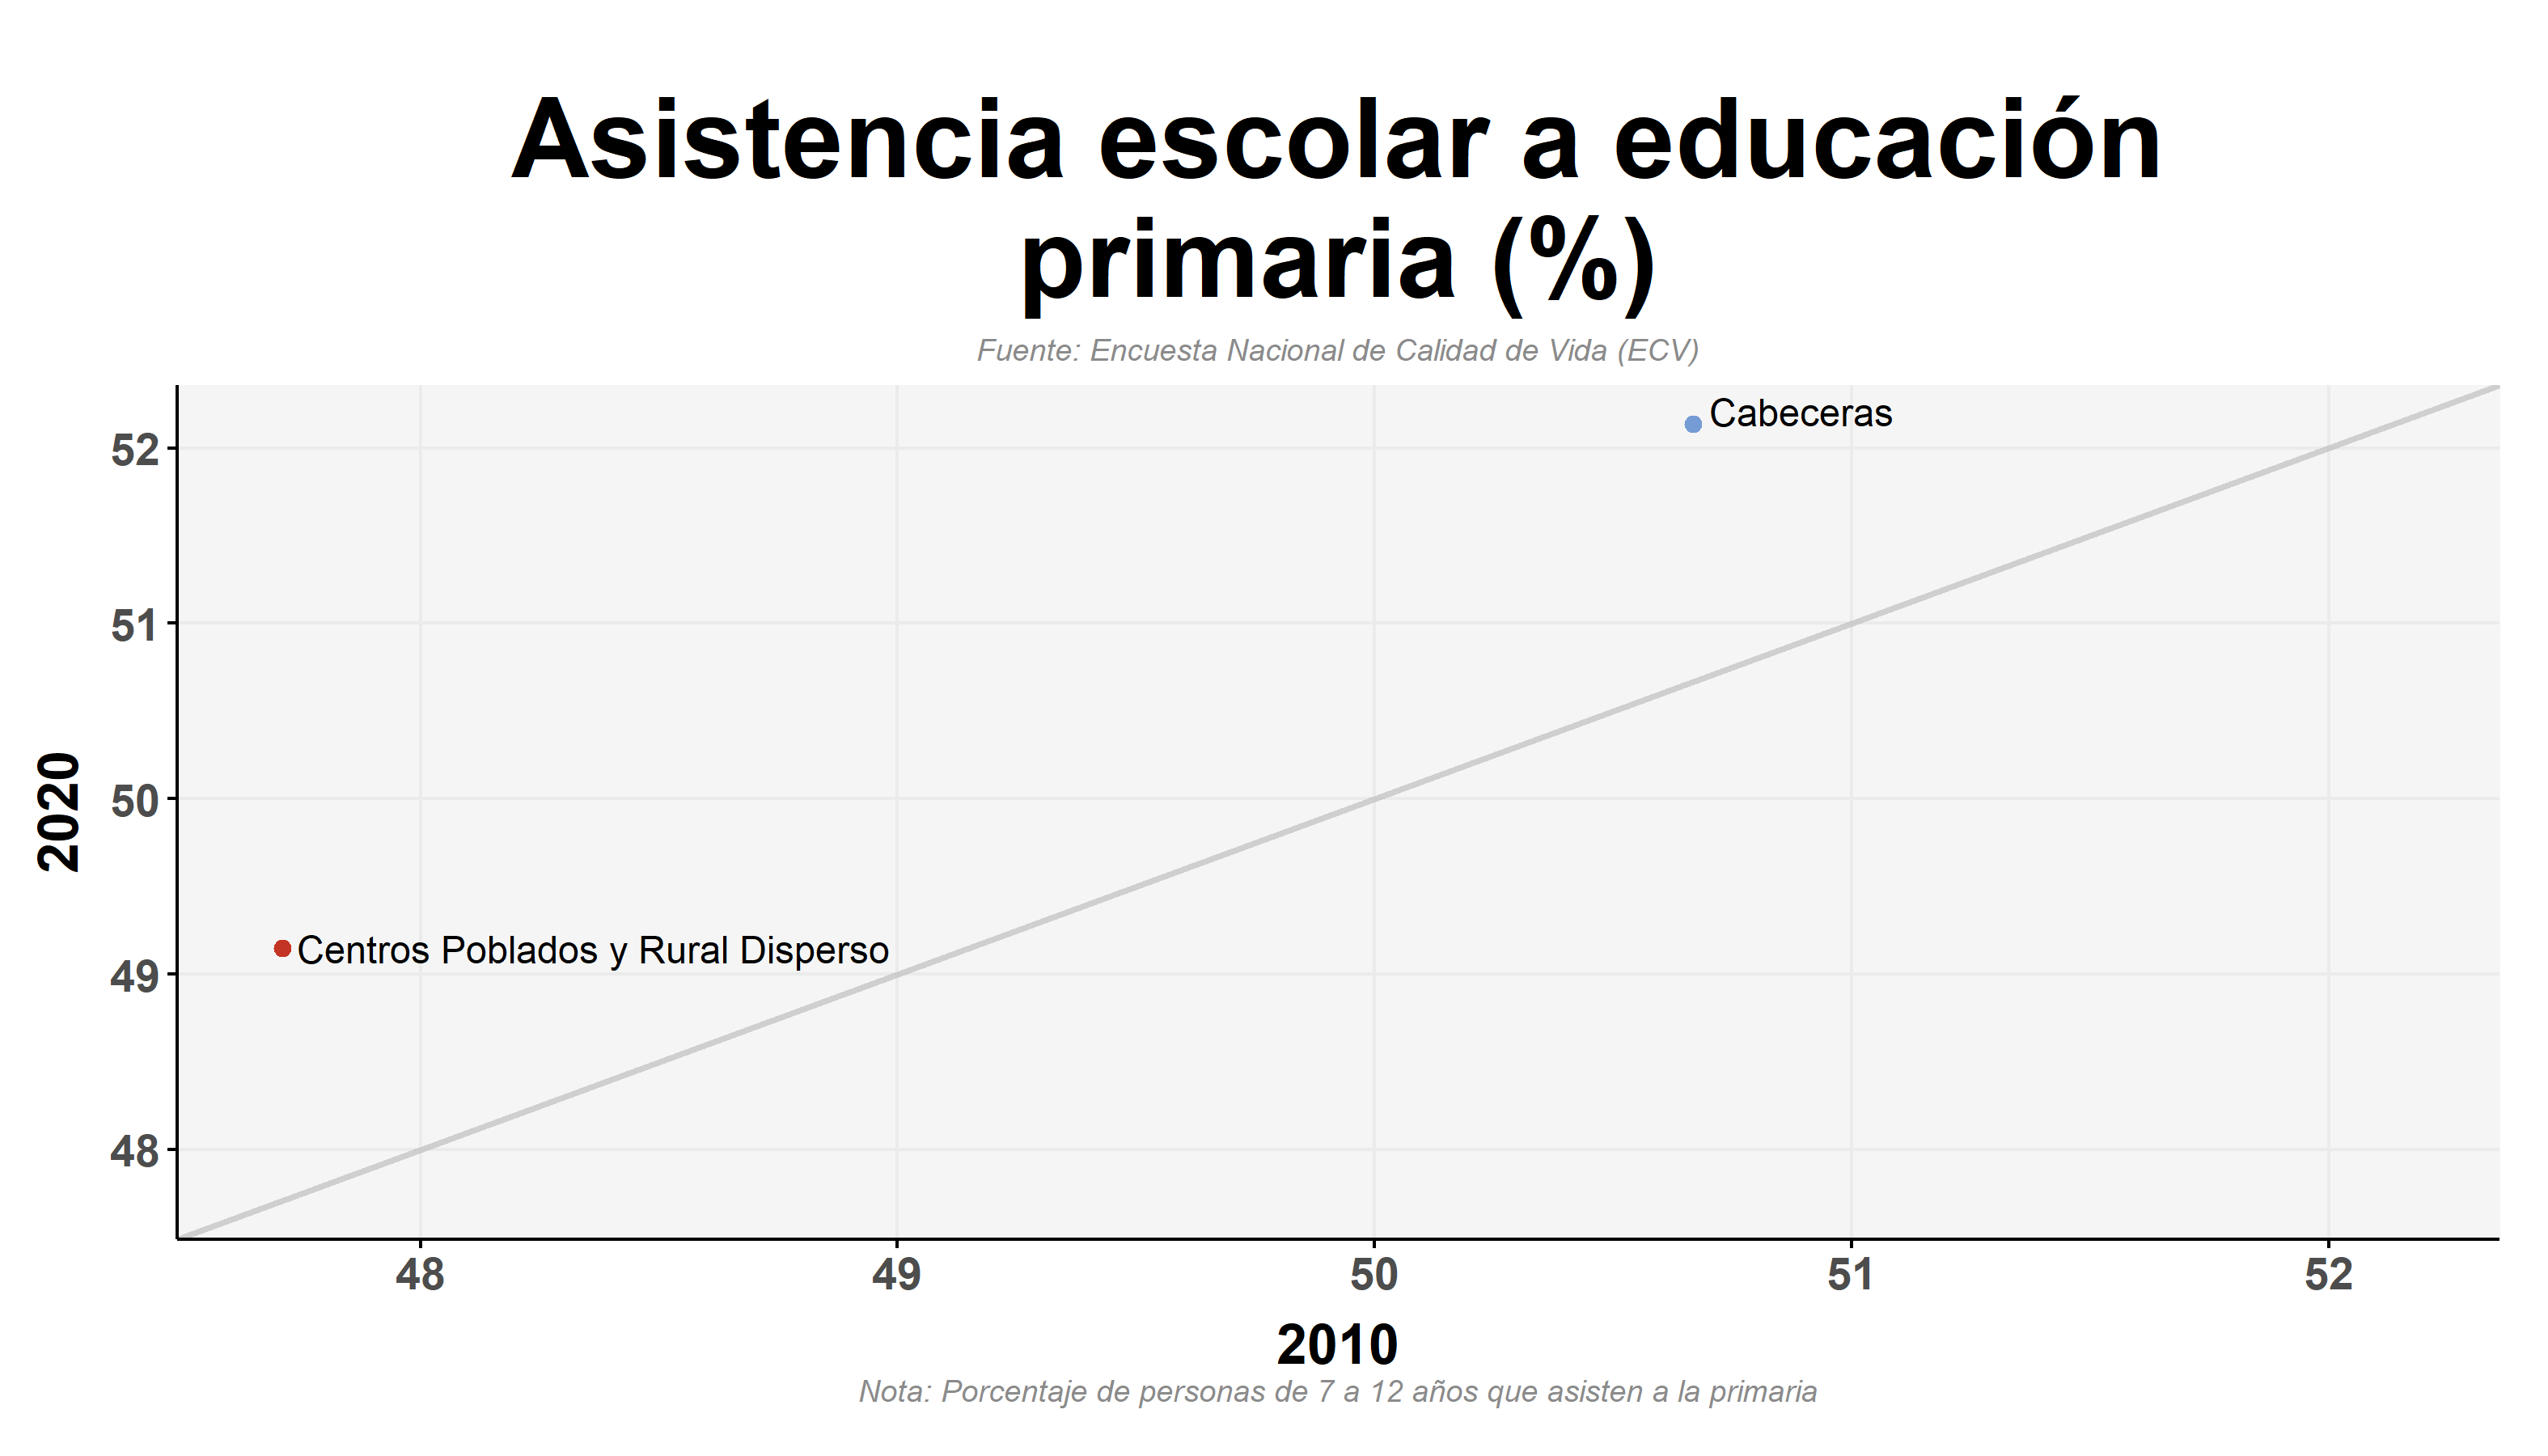 Asistencia escolar a educación
primaria (%)
Fuente: Encuesta Nacional de Calidad de Vida (ECV)
Cabeceras
52
51
2020
50
Centros Poblados y Rural Disperso
49
48
48 49 50 51 52
2010
Nota: Porcentaje de personas de 7 a 12 años que asisten a la primaria